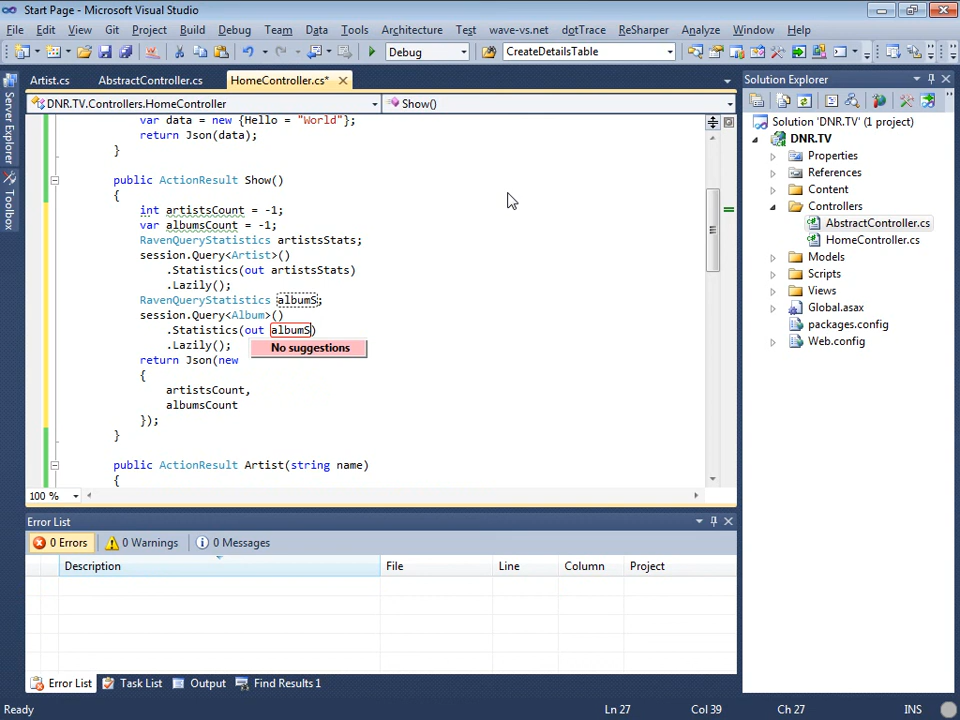 Start Page - Microsoft Visual Studio
File Edit View Git Project Build Debug Team Data Tools Architecture Test wave-vs.net dotTrace ReSharper Analyze Window Help
Debug CreateDetailsTable
Server Explorer
Toolbox
Artist.cs AbstractController.cs HomeController.cs*
DNR.TV.Controllers.HomeController Show()
var data = new {Hello = "World"};
return Json(data);
}
public ActionResult Show()
{
int artistsCount = -1;
var albumsCount = -1;
RavenQueryStatistics artistsStats;
session.Query<Artist>()
.Statistics(out artistsStats)
.Lazily();
RavenQueryStatistics albumS;
session.Query<Album>()
.Statistics(out albumS)
.Lazily();
No suggestions
return Json(new
{
artistsCount,
albumsCount
});
}
public ActionResult Artist(string name)
{
100 %
Solution Explorer
Solution 'DNR.TV' (1 project)
DNR.TV
Properties
References
Content
Controllers
AbstractController.cs
HomeController.cs
Models
Scripts
Views
Global.asax
packages.config
Web.config
Error List
0 Errors 0 Warnings 0 Messages
Description File Line Column Project
Error List Task List Output Find Results 1
Ready Ln 27 Col 39 Ch 27 INS